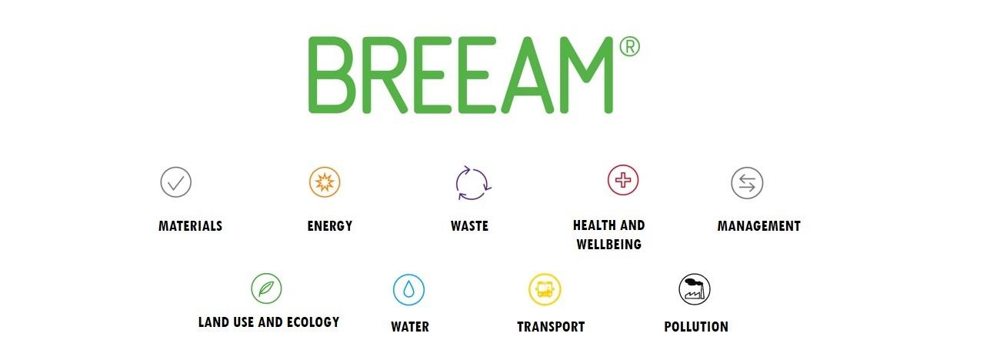 BREEAM®
MATERIALS
ENERGY
WASTE
HEALTH AND
WELLBEING
MANAGEMENT
LAND USE AND ECOLOGY
WATER
TRANSPORT
POLLUTION